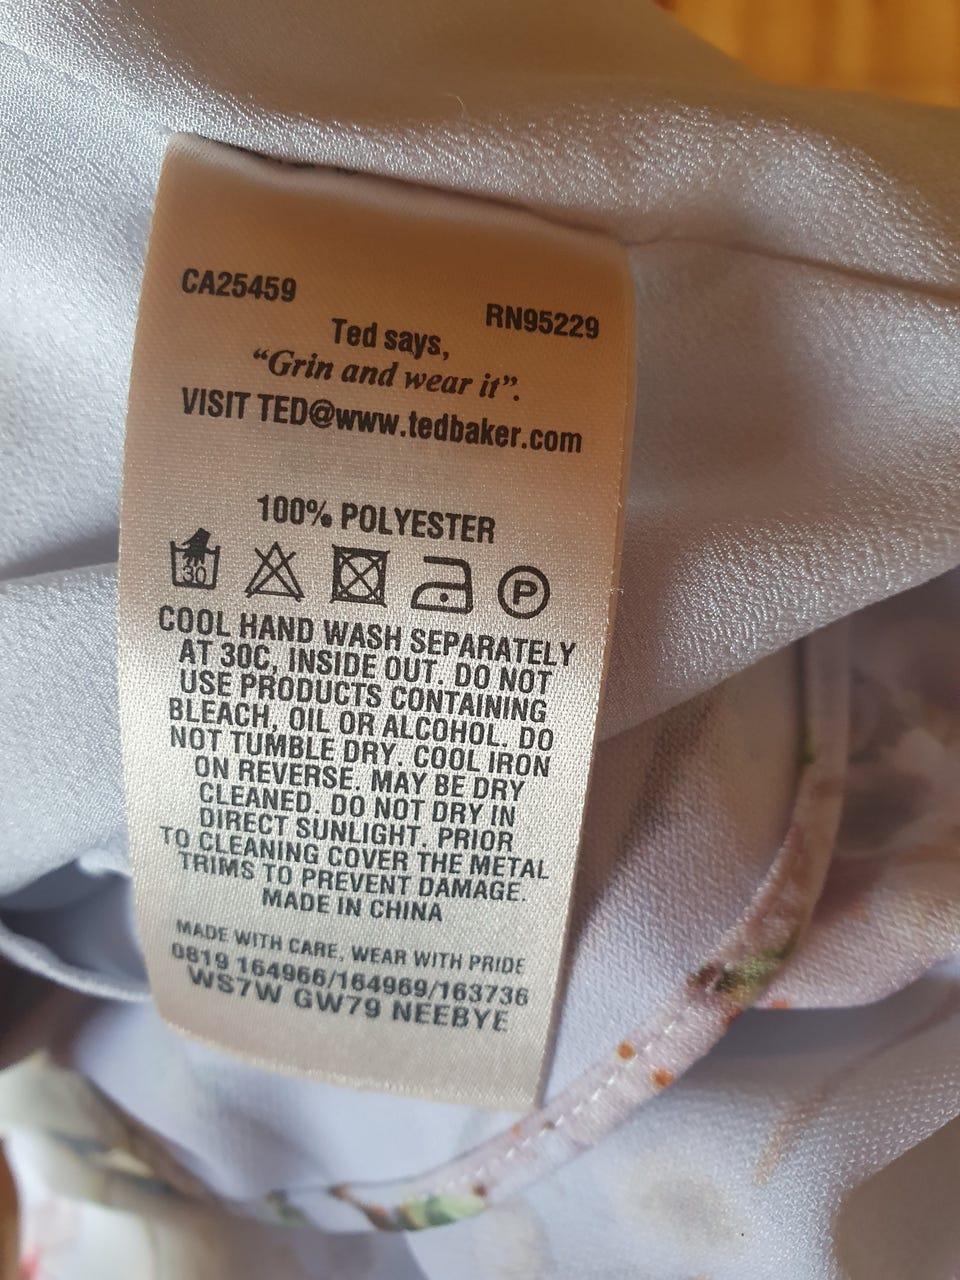 CA25459
RN95229
Ted says,
“Grin and wear it”.
VISIT TED@www.tedbaker.com
100% POLYESTER
30 P
COOL HAND WASH SEPARATELY
AT 30C, INSIDE OUT. DO NOT
USE PRODUCTS CONTAINING
BLEACH, OIL OR ALCOHOL. DO
NOT TUMBLE DRY. COOL IRON
ON REVERSE. MAY BE DRY
CLEANED. DO NOT DRY IN
DIRECT SUNLIGHT. PRIOR
TO CLEANING COVER THE METAL
TRIMS TO PREVENT DAMAGE.
MADE IN CHINA
MADE WITH CARE, WEAR WITH PRIDE
0819 164966/164969/163736
WS7W GW79 NEEBYE